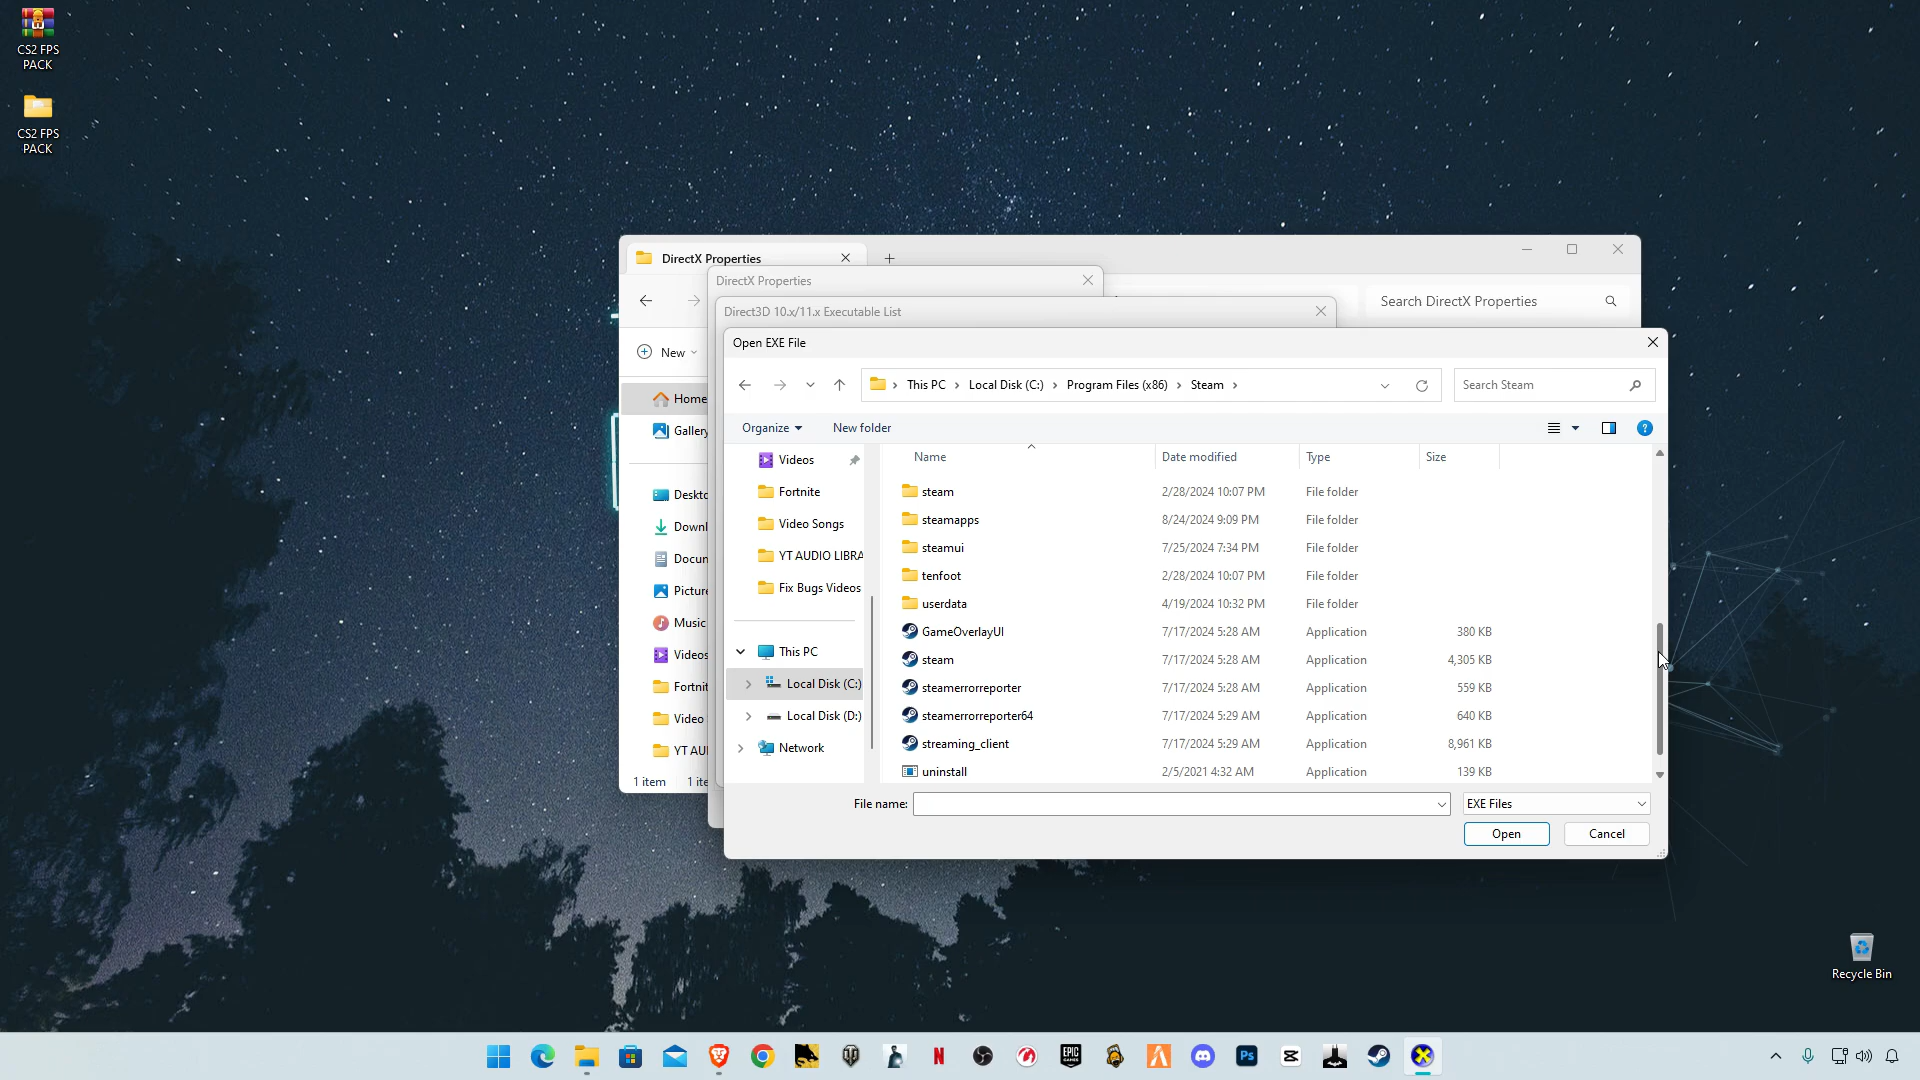 CS2 FPS
PACK
CS2 FPS
PACK
DirectX Properties
Search DirectX Properties
New
Home
Gallery
Deskto
Downl
Docun
Picture
Music
Videos
Fortnit
Video
YT AU
1 item
1 ite
DirectX Properties
Direct3D 10.x/11.x Executable List
Open EXE File
This PC
Local Disk (C:)
Program Files (x86)
Steam
Search Steam
Organize
New folder
Videos
Fortnite
Video Songs
YT AUDIO LIBRA
Fix Bugs Videos
This PC
Local Disk (C:)
Local Disk (D:)
Network
Name Date modified Type Size
steam 2/28/2024 10:07 PM File folder
steamapps 8/24/2024 9:09 PM File folder
steamui 7/25/2024 7:34 PM File folder
tenfoot 2/28/2024 10:07 PM File folder
userdata 4/19/2024 10:32 PM File folder
GameOverlayUI 7/17/2024 5:28 AM Application 380 KB
steam 7/17/2024 5:28 AM Application 4,305 KB
steamerrorreporter 7/17/2024 5:28 AM Application 559 KB
steamerrorreporter64 7/17/2024 5:29 AM Application 640 KB
streaming_client 7/17/2024 5:29 AM Application 8,961 KB
uninstall 2/5/2021 4:32 AM Application 139 KB
File name:
EXE Files
Open
Cancel
Recycle Bin
EPIC
GAMES
Ps